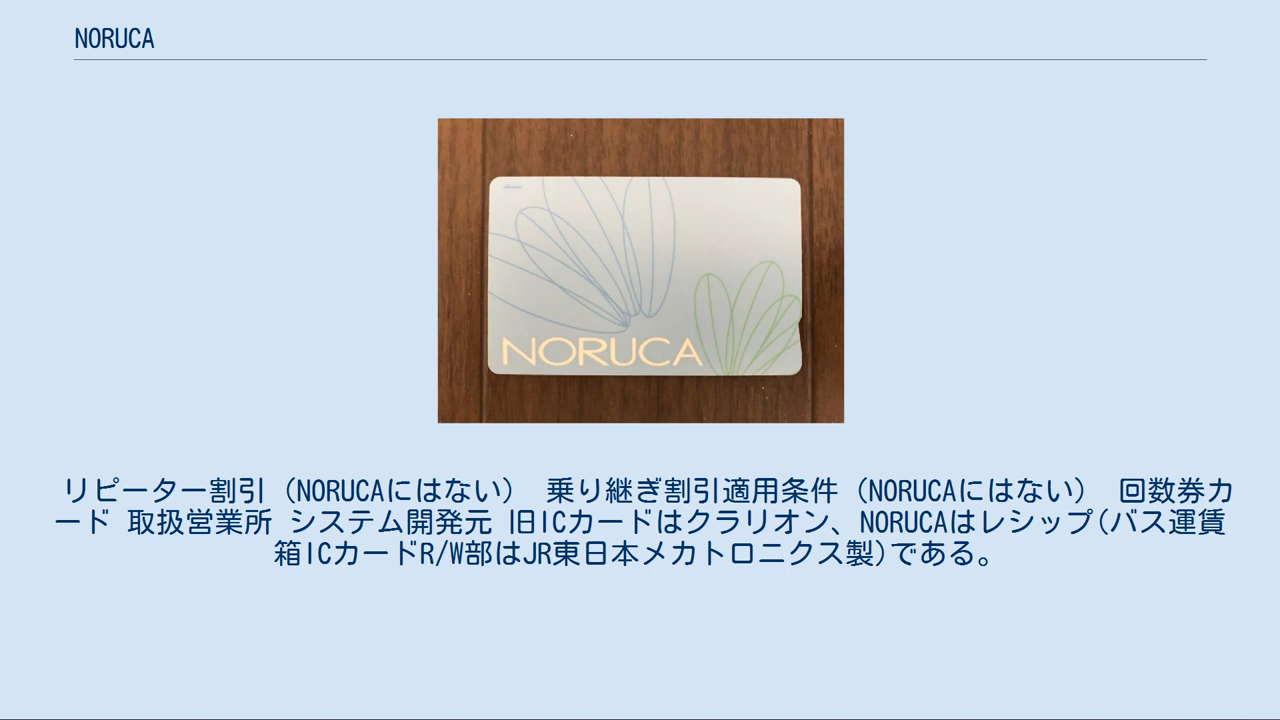 NORUCA
NORUCA
リピーター割引（NORUCAにはない） 乗り継ぎ割引適用条件（NORUCAにはない） 回数券カ
ード 取扱営業所 システム開発元 旧ICカードはクラリオン、NORUCAはレシップ(バス運賃
箱ICカードR/W部はJR東日本メカトロニクス製)である。